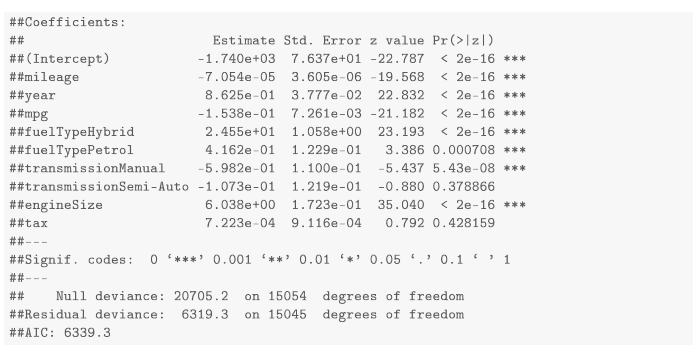 ##Coefficients:
##                        Estimate Std. Error z value Pr(>|z|)
##(Intercept)           -1.740e+03  7.637e+01 -22.787  < 2e-16 ***
##mileage               -7.054e-05  3.605e-06 -19.568  < 2e-16 ***
##year                   8.625e-01  3.777e-02  22.832  < 2e-16 ***
##mpg                   -1.538e-01  7.261e-03 -21.182  < 2e-16 ***
##fuelTypeHybrid         2.455e+01  1.058e+00  23.193  < 2e-16 ***
##fuelTypePetrol         4.162e-01  1.229e-01   3.386 0.000708 ***
##transmissionManual    -5.982e-01  1.100e-01  -5.437 5.43e-08 ***
##transmissionSemi-Auto -1.073e-01  1.219e-01  -0.880 0.378866
##engineSize             6.038e+00  1.723e-01  35.040  < 2e-16 ***
##tax                    7.223e-04  9.116e-04   0.792 0.428159
##---
##Signif. codes:  0 ‘***’ 0.001 ‘**’ 0.01 ‘*’ 0.05 ‘.’ 0.1 ‘ ’ 1
##---
##    Null deviance: 20705.2  on 15054  degrees of freedom
##Residual deviance:  6319.3  on 15045  degrees of freedom
##AIC: 6339.3